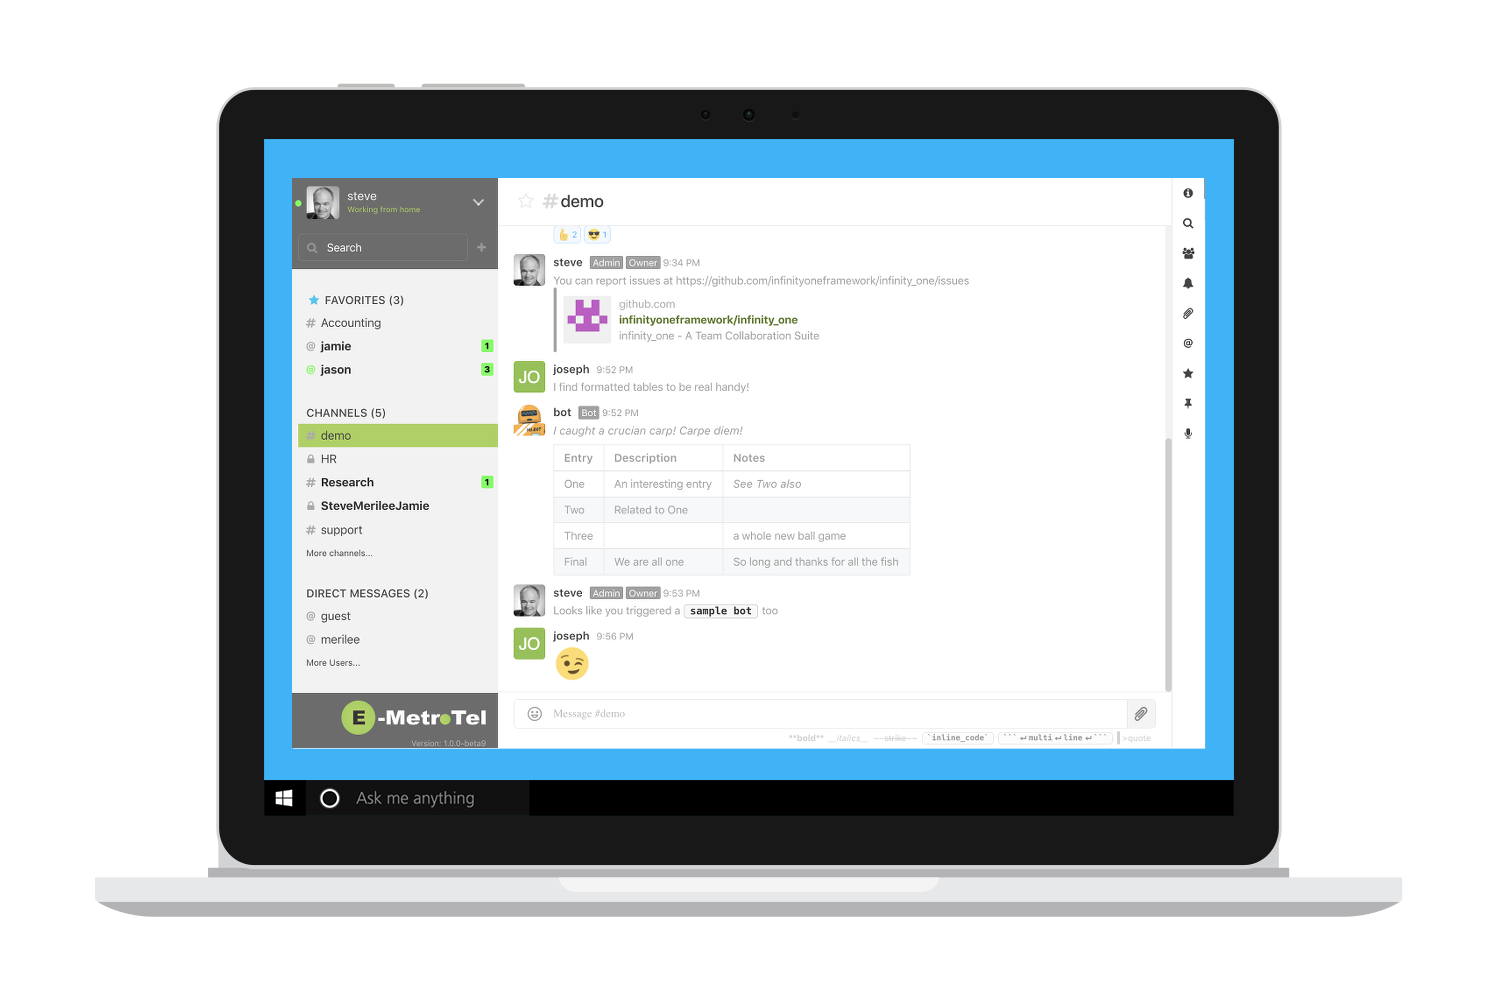 steve
Working from home
Search
FAVORITES (3)
# Accounting
@ jamie 1
@ jason 3
CHANNELS (5)
# demo
HR
# Research 1
SteveMerileeJamie
# support
More channels...
DIRECT MESSAGES (2)
@ guest
@ merilee
More Users...
E-MetroTel
Version: 1.0.0-beta9
#demo
2 1
steve Admin Owner 9:34 PM
You can report issues at https://github.com/infinityoneframework/infinity_one/issues
github.com
infinityoneframework/infinity_one
infinity_one - A Team Collaboration Suite
JO joseph 9:52 PM
I find formatted tables to be real handy!
bot Bot 9:52 PM
I caught a crucian carp! Carpe diem!
Entry Description Notes
One An interesting entry See Two also
Two Related to One
Three a whole new ball game
Final We are all one So long and thanks for all the fish
steve Admin Owner 9:53 PM
Looks like you triggered a sample bot too
JO joseph 9:56 PM
Message #demo
**bold** _italics_ ~~strike~~ `inline_code` ```↵multi↵line↵``` >quote
Ask me anything